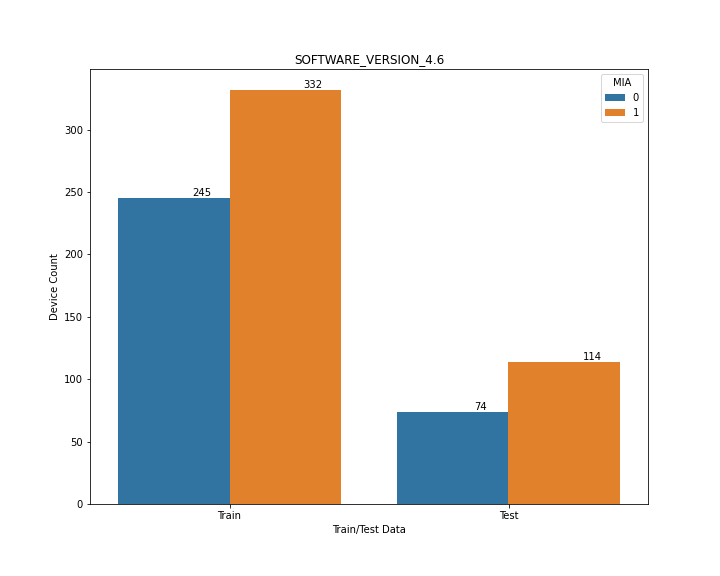 SOFTWARE_VERSION_4.6
MIA
0
1
332
245
114
74
Device Count
300
250
200
150
100
50
0
Train
Test
Train/Test Data